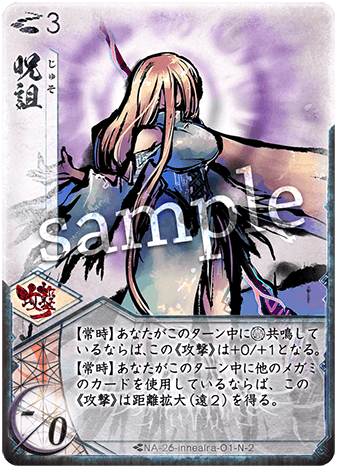 3
じゅそ
呪詛
sample
攻撃
【常時】あなたがこのターン中に共鳴して
いるならば、この《攻撃》は+0/+1となる。
【常時】あなたがこのターン中に他のメガミ
のカードを使用しているならば、この
《攻撃》は距離拡大(遠2)を得る。
-/0
NA-26-innealra-O1-N-2